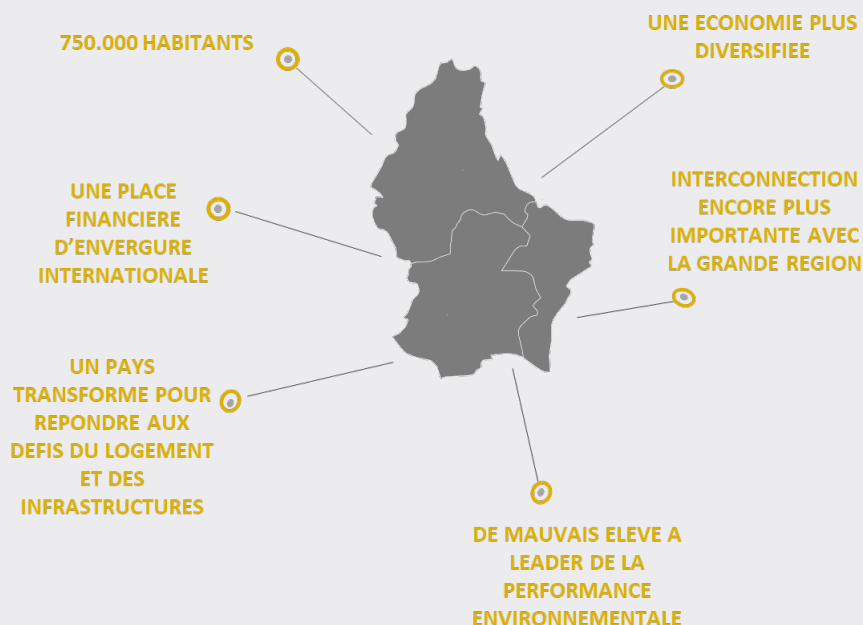 750.000 HABITANTS
UNE ECONOMIE PLUS
DIVERSIFIEE
UNE PLACE
FINANCIERE
D’ENVERGURE
INTERNATIONALE
INTERCONNECTION
ENCORE PLUS
IMPORTANTE AVEC
LA GRANDE REGION
UN PAYS
TRANSFORME POUR
REPONDRE AUX
DEFIS DU LOGEMENT
ET DES
INFRASTRUCTURES
DE MAUVAIS ELEVE A
LEADER DE LA
PERFORMANCE
ENVIRONNEMENTALE